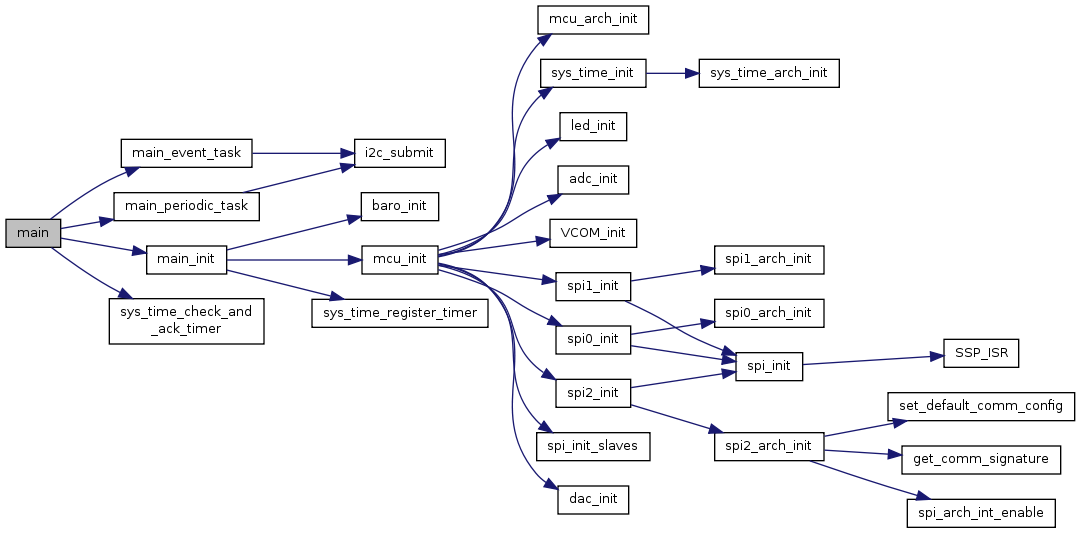 mcu_arch_init
sys_time_init
sys_time_arch_init
led_init
main_event_task
i2c_submit
adc_init
main_periodic_task
baro_init
main
VCOM_init
main_init
mcu_init
spi1_arch_init
spi1_init
sys_time_check_and
_ack_timer
sys_time_register_timer
spi0_arch_init
spi0_init
SSP_ISR
spi_init
spi2_init
set_default_comm_config
spi_init_slaves
spi2_arch_init
get_comm_signature
dac_init
spi_arch_int_enable